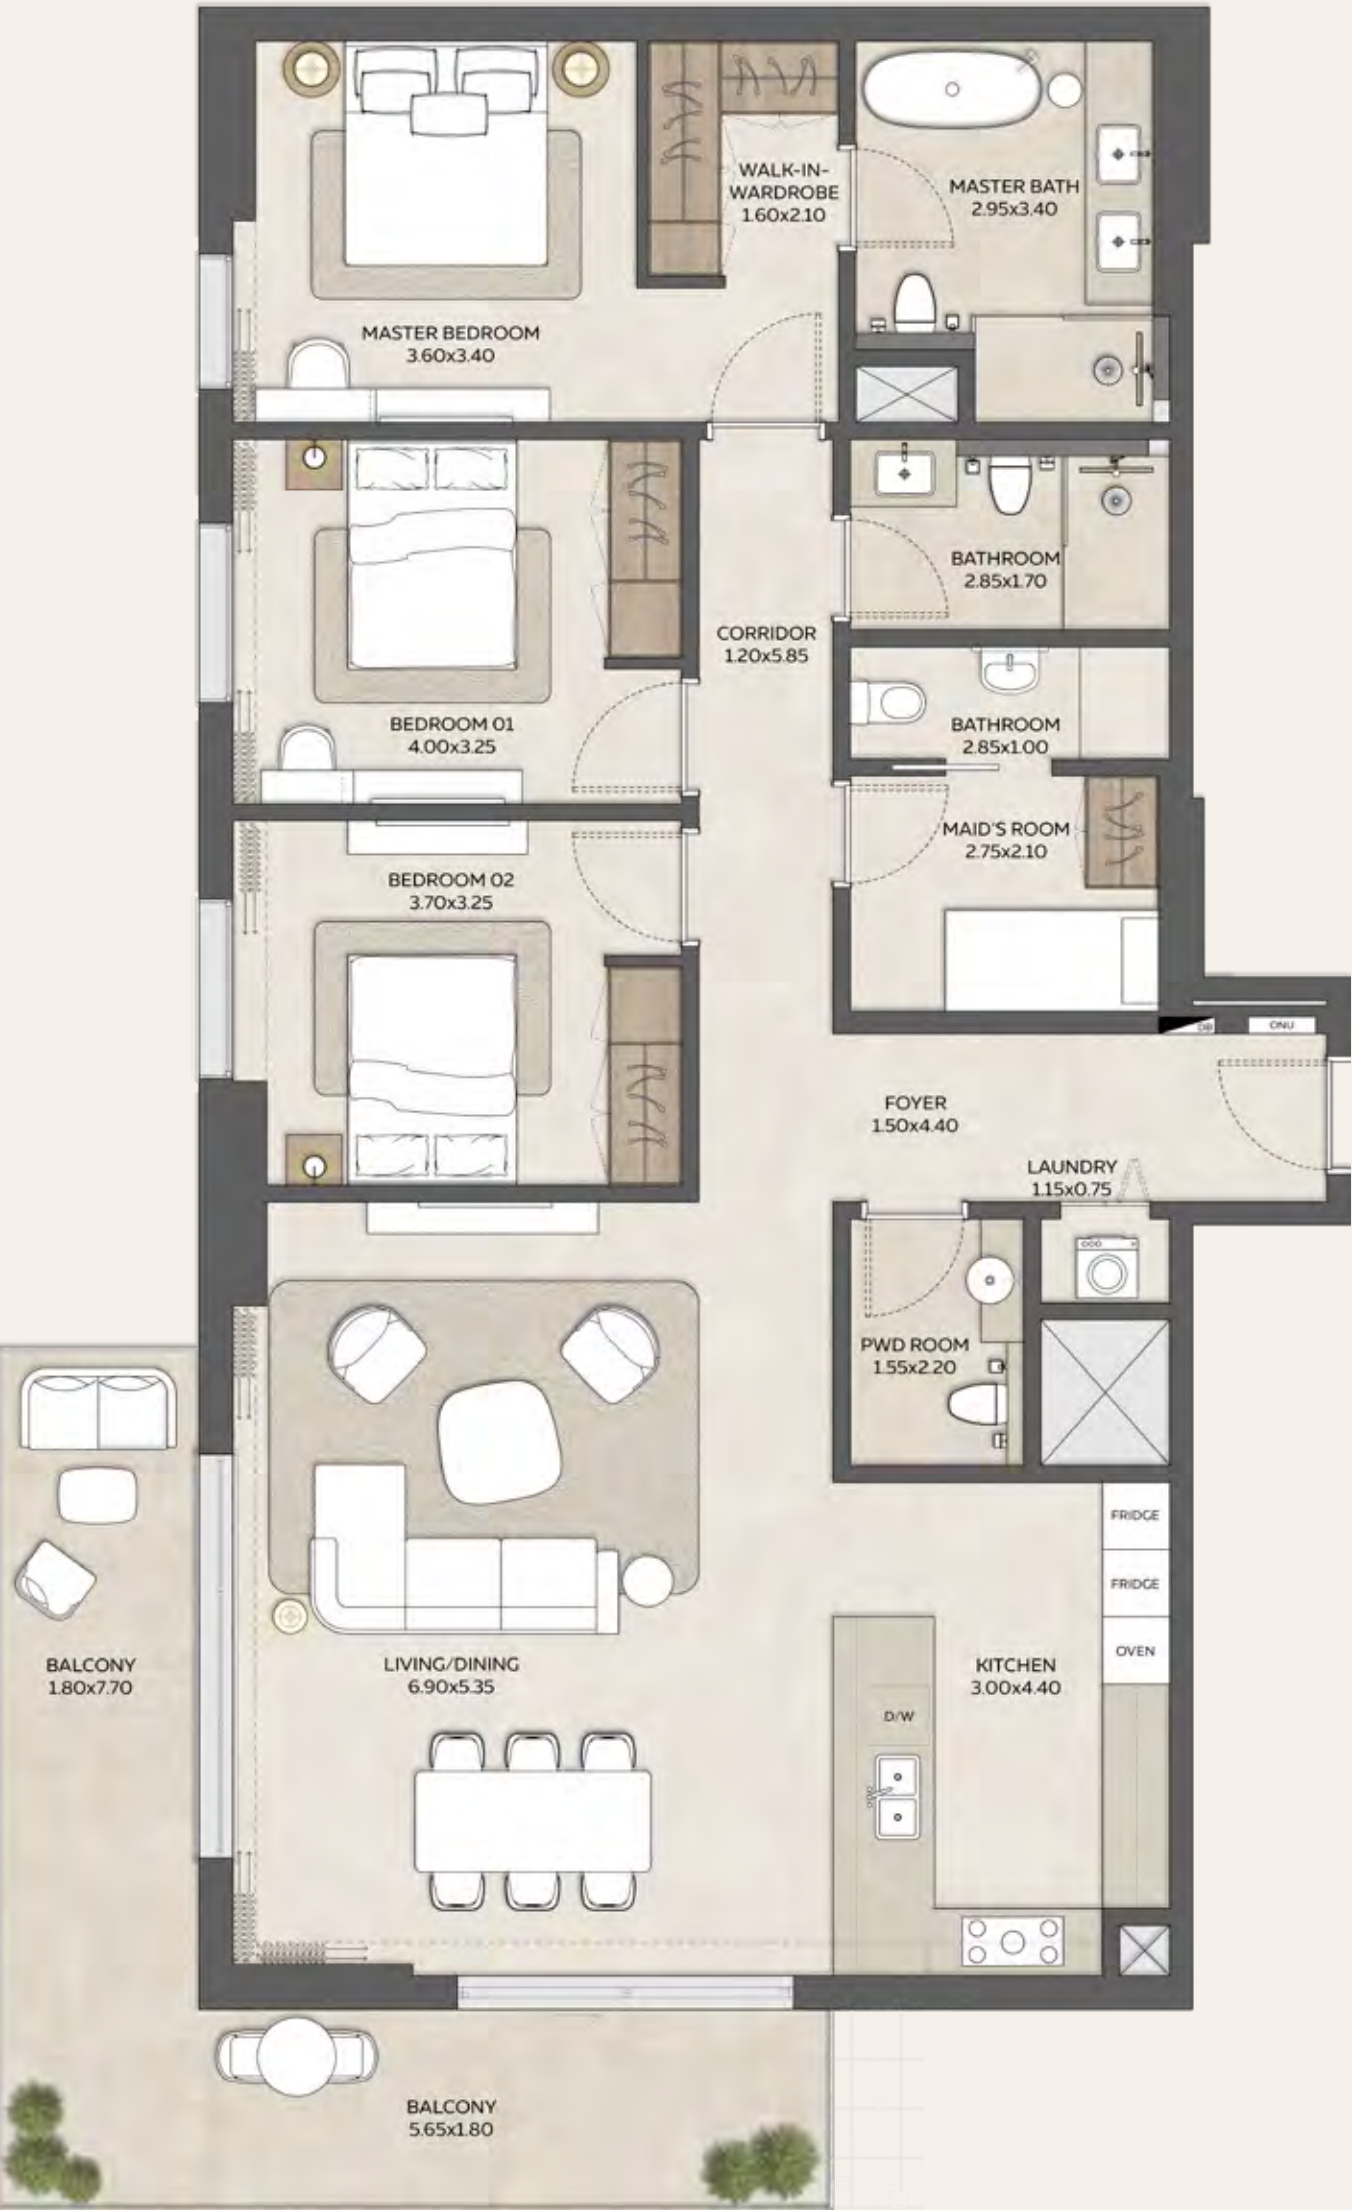 WALK-IN-
WARDROBE
1.60x2.10
MASTER BATH
2.95x3.40
MASTER BEDROOM
3.60x3.40
BATHROOM
2.85x1.70
CORRIDOR
1.20x5.85
BEDROOM 01
4.00x3.25
BATHROOM
2.85x1.00
MAID'S ROOM
2.75x2.10
BEDROOM 02
3.70x3.25
DB
ONU
FOYER
1.50x4.40
LAUNDRY
1.15x0.75
PWD ROOM
1.55x2.20
FRIDGE
FRIDGE
OVEN
BALCONY
1.80x7.70
LIVING/DINING
6.90x5.35
KITCHEN
3.00x4.40
D/W
BALCONY
5.65x1.80